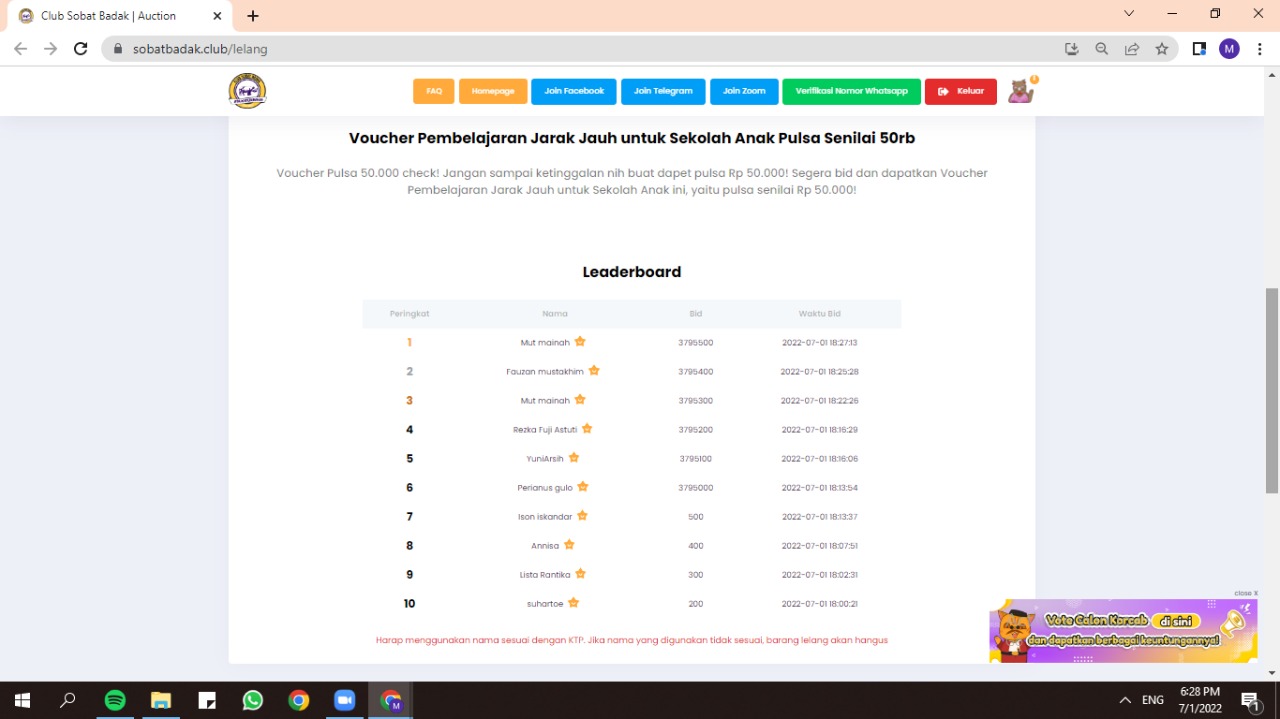 Club Sobat Badak | Auction
sobatbadak.club/lelang
M
FAQ
Homepage
Join Facebook
Join Telegram
Join Zoom
Verifikasi Nomor Whatsapp
Keluar
Voucher Pembelajaran Jarak Jauh untuk Sekolah Anak Pulsa Senilai 50rb
Voucher Pulsa 50.000 check! Jangan sampai ketinggalan nih buat dapet pulsa Rp 50.000! Segera bid dan dapatkan Voucher
Pembelajaran Jarak Jauh untuk Sekolah Anak ini, yaitu pulsa senilai Rp 50.000!
Leaderboard
Peringkat Nama Bid Waktu Bid
1 Mut mainah 3795500 2022-07-01 18:27:13
2 Fauzan mustakhim 3795400 2022-07-01 18:25:28
3 Mut mainah 3795300 2022-07-01 18:22:26
4 Rezka Fuji Astuti 3795200 2022-07-01 18:16:29
5 YuniArsih 3795100 2022-07-01 18:16:06
6 Perianus gulo 3795000 2022-07-01 18:13:54
7 Ison iskandar 500 2022-07-01 18:13:37
8 Annisa 400 2022-07-01 18:07:51
9 Lista Rantika 300 2022-07-01 18:02:31
10 suhartoe 200 2022-07-01 18:00:21
Harap menggunakan nama sesuai dengan KTP. Jika nama yang digunakan tidak sesuai, barang lelang akan hangus
close X
Vote Calon Korcab di sini
dan dapatkan berbagai keuntungannya!
M
ENG
6:28 PM
7/1/2022
1